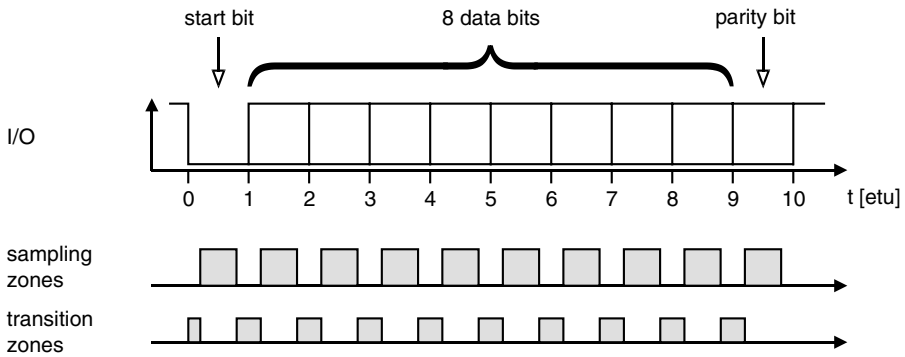 start bit
8 data bits
parity bit
I/O
0 1 2 3 4 5 6 7 8 9 10 t [etu]
sampling
zones
transition
zones